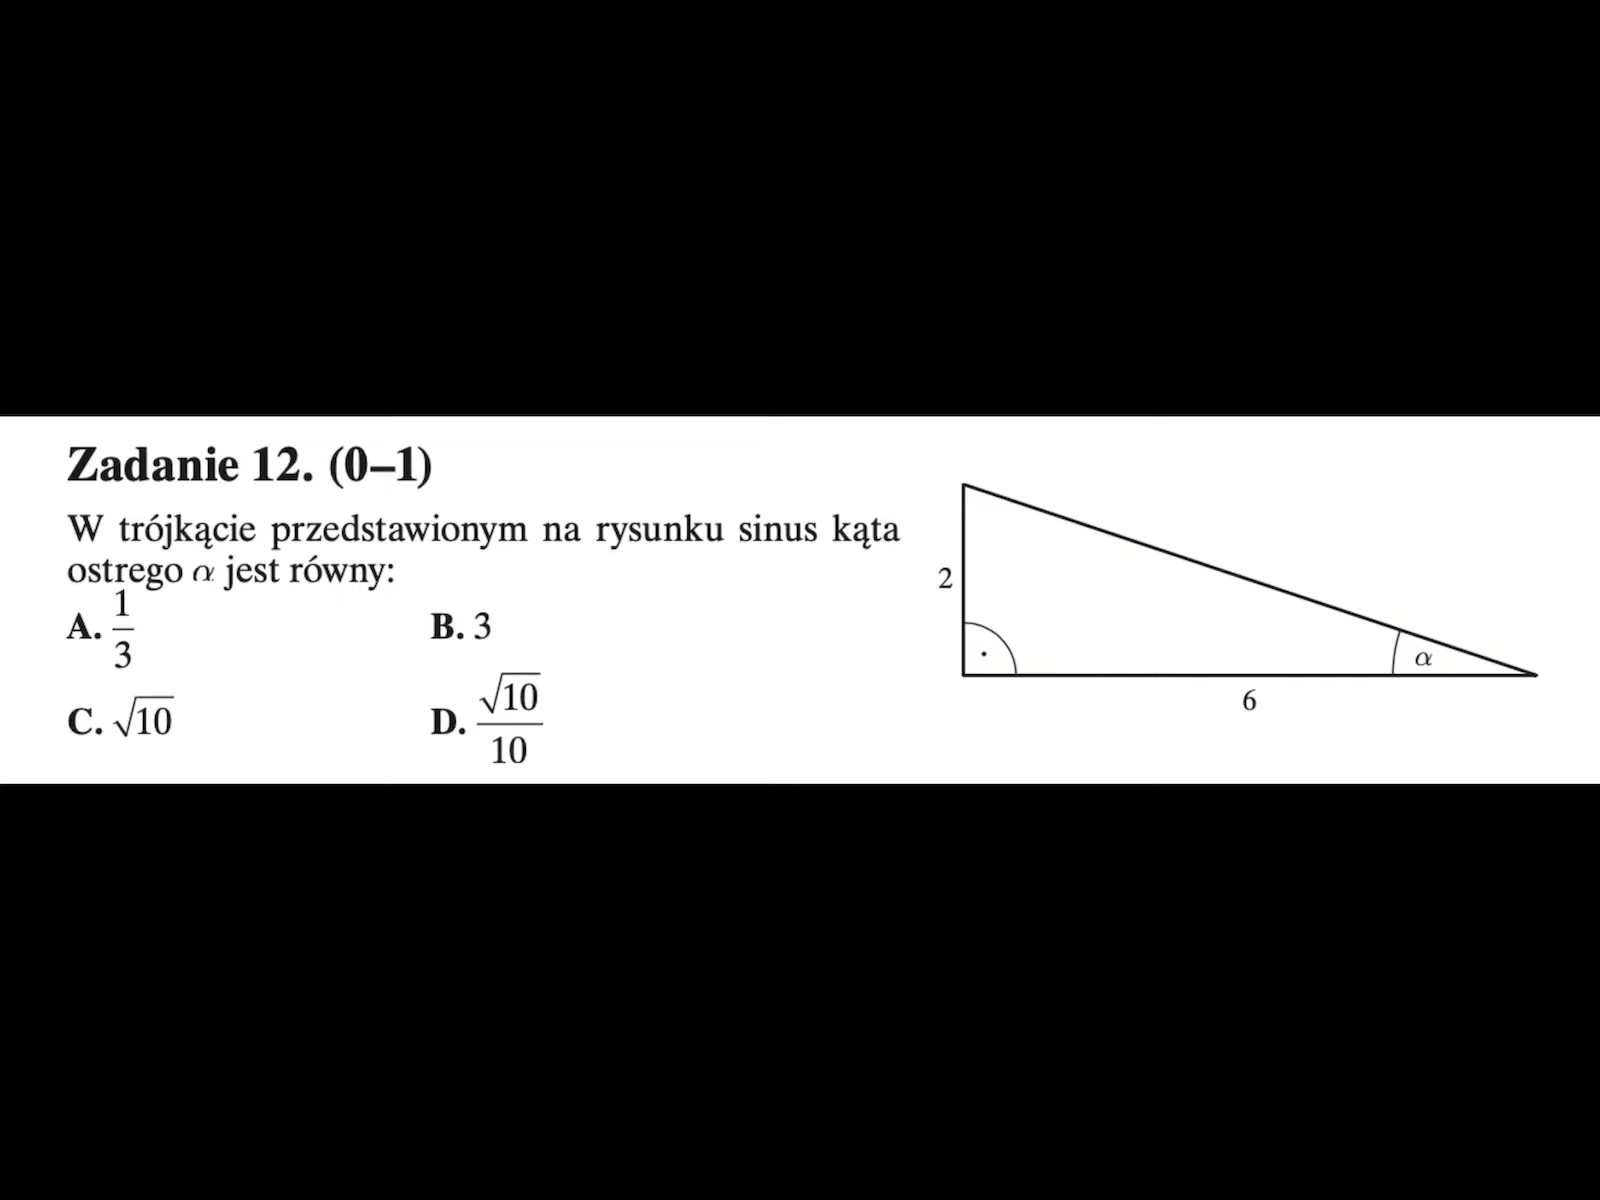 Zadanie 12. (0–1)
W trójkącie przedstawionym na rysunku sinus kąta
ostrego α jest równy:
A. 1/3
B. 3
C. √10
D. √10/10
2
α
6